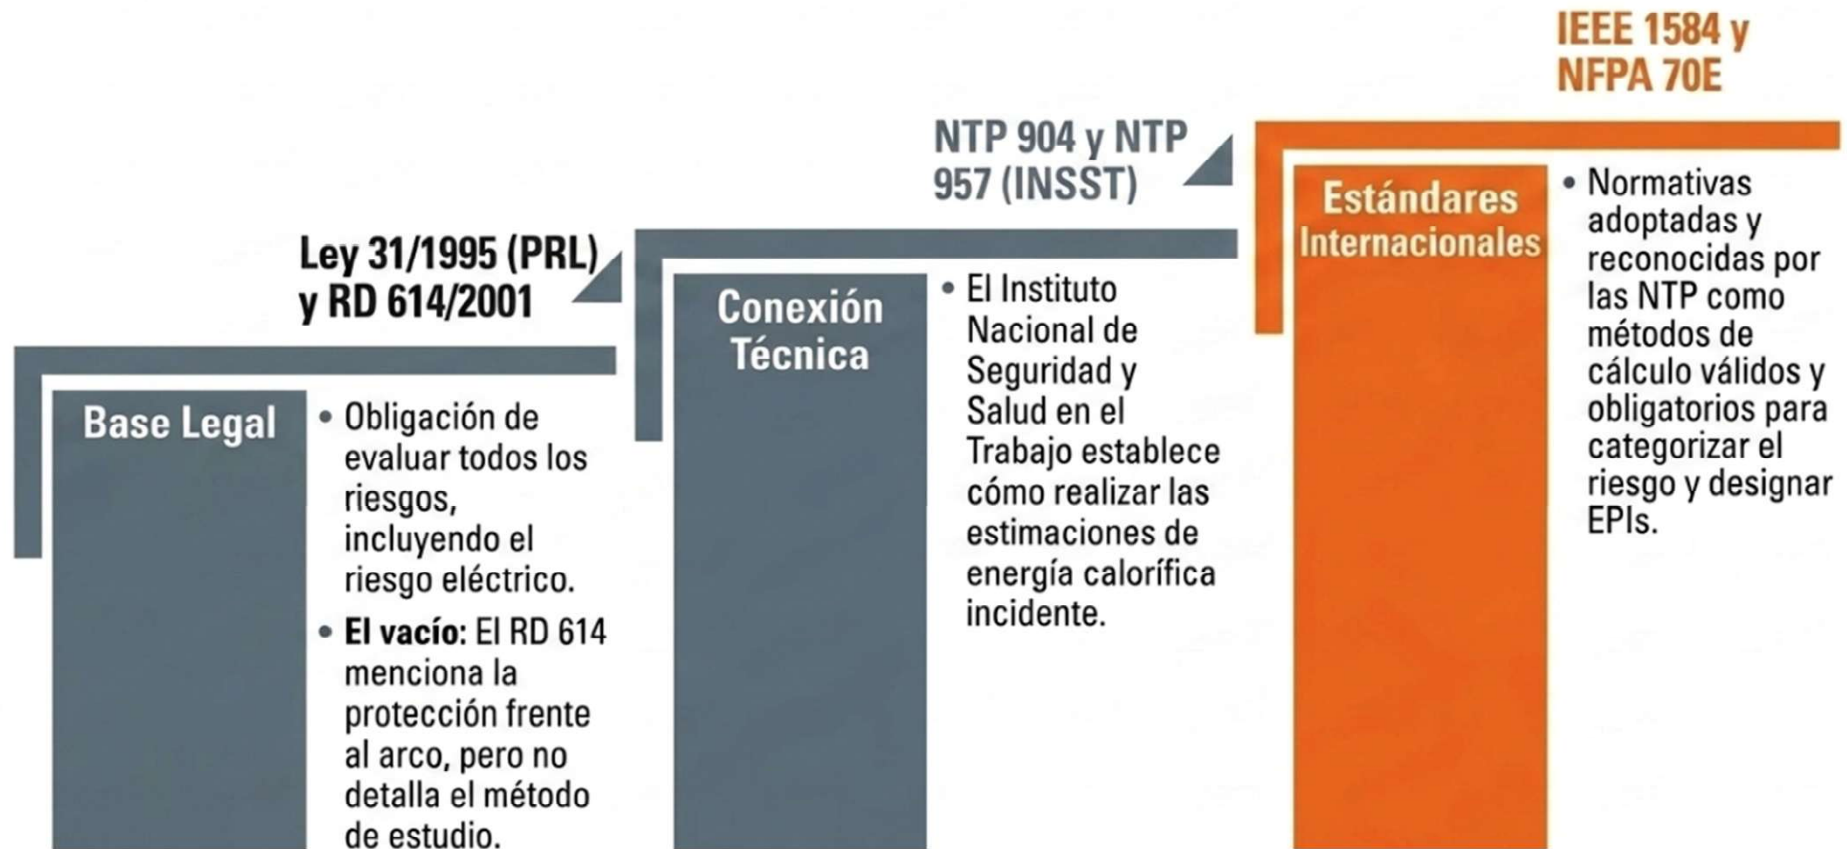 Ley 31/1995 (PRL)
y RD 614/2001
Base Legal
• Obligación de
evaluar todos los
riesgos,
incluyendo el
riesgo eléctrico.
• El vacío: El RD 614
menciona la
protección frente
al arco, pero no
detalla el método
de estudio.
NTP 904 y NTP
957 (INSST)
Conexión
Técnica
• El Instituto
Nacional de
Seguridad y
Salud en el
Trabajo establece
cómo realizar las
estimaciones de
energía calorífica
incidente.
IEEE 1584 y
NFPA 70E
Estándares
Internacionales
• Normativas
adoptadas y
reconocidas por
las NTP como
métodos de
cálculo válidos y
obligatorios para
categorizar el
riesgo y designar
EPIs.